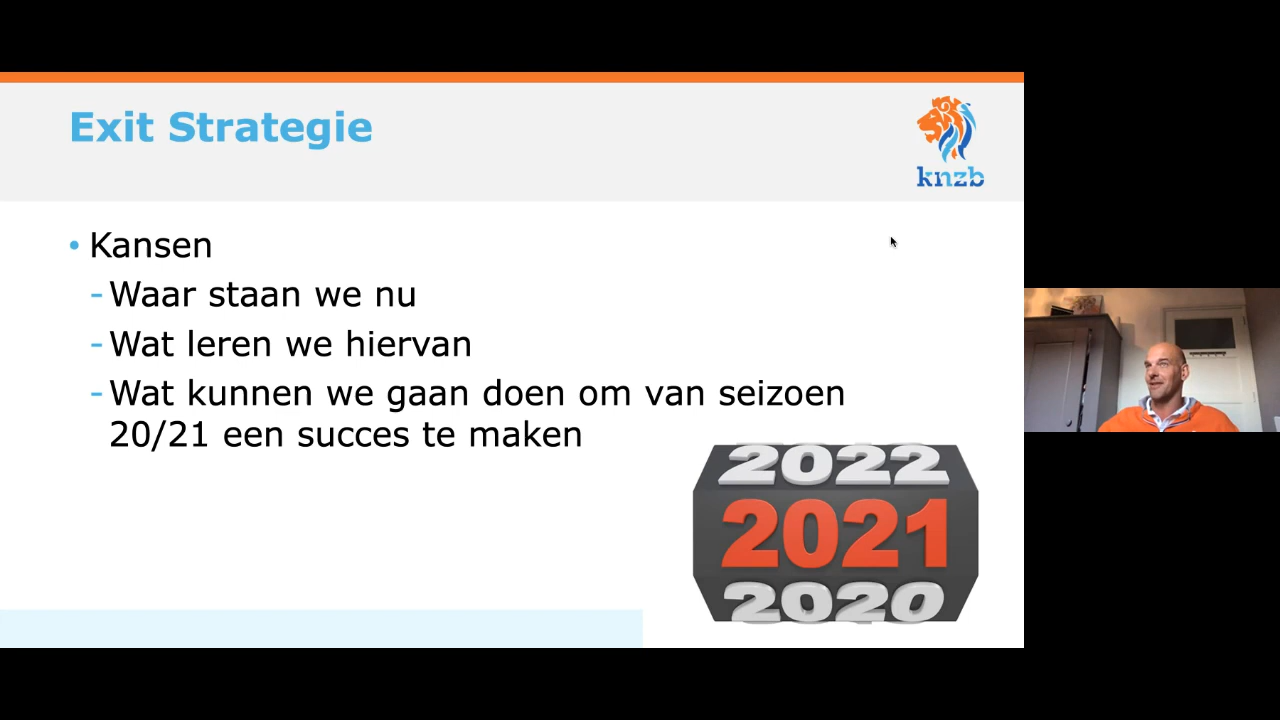 Exit Strategie
knzb
• Kansen
- Waar staan we nu
- Wat leren we hiervan
- Wat kunnen we gaan doen om van seizoen
20/21 een succes te maken
2022
2021
2020